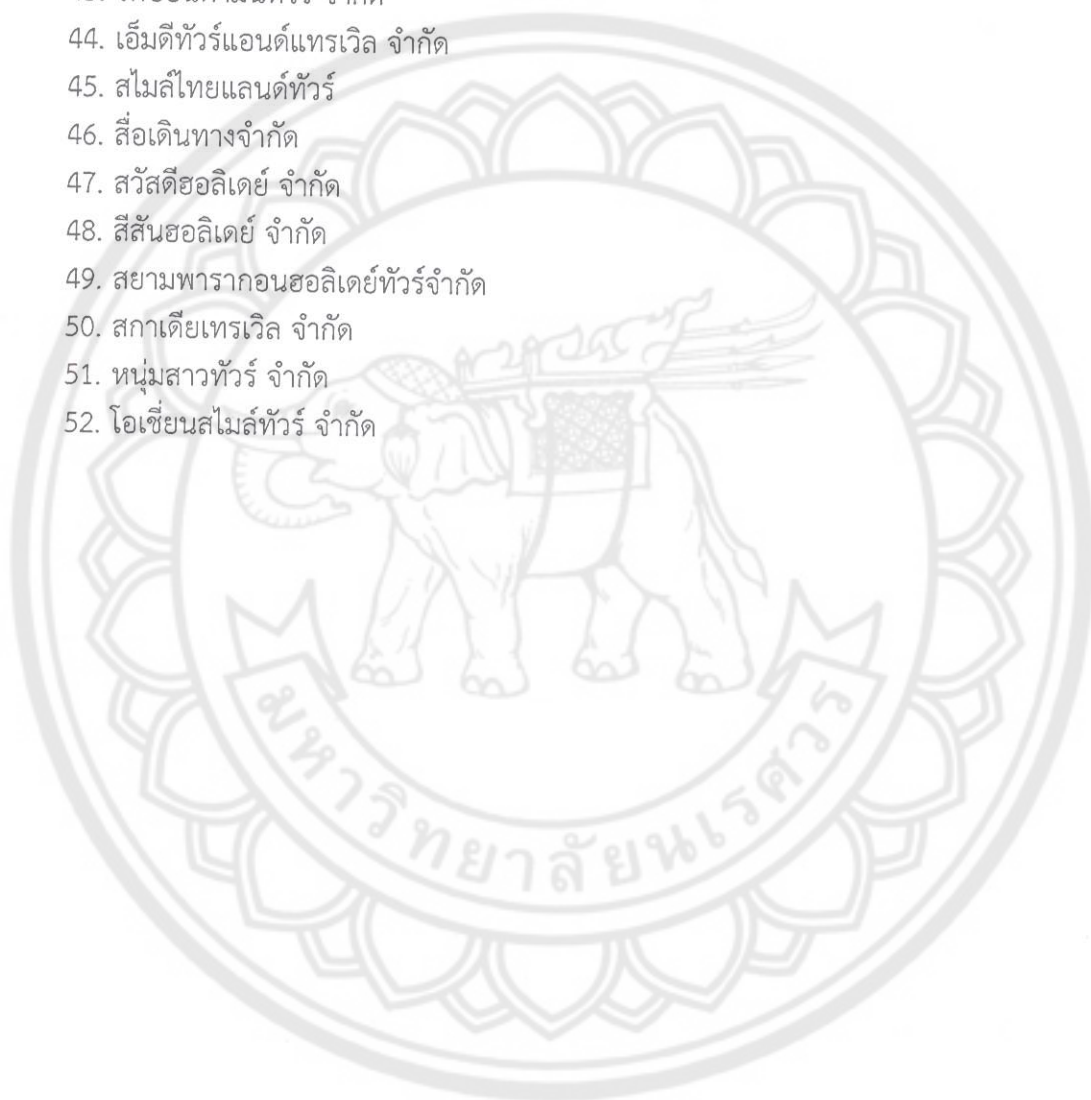 44. เอ็มดีทัวร์แอนด์แทรเวิล จำกัด
45. สไมล์ไทยแลนด์ทัวร์
46. สื่อเดินทางจำกัด
47. สวัสดีฮอลิเดย์ จำกัด
48. สีสันฮอลิเดย์ จำกัด
49. สยามพารากอนฮอลิเดย์ทัวร์จำกัด
50. สกาเดียเทรเวิล จำกัด
51. หนุ่มสาวทัวร์ จำกัด
52. โอเชี่ยนสไมล์ทัวร์ จำกัด
มหาวิทยาลัยนเรศวร